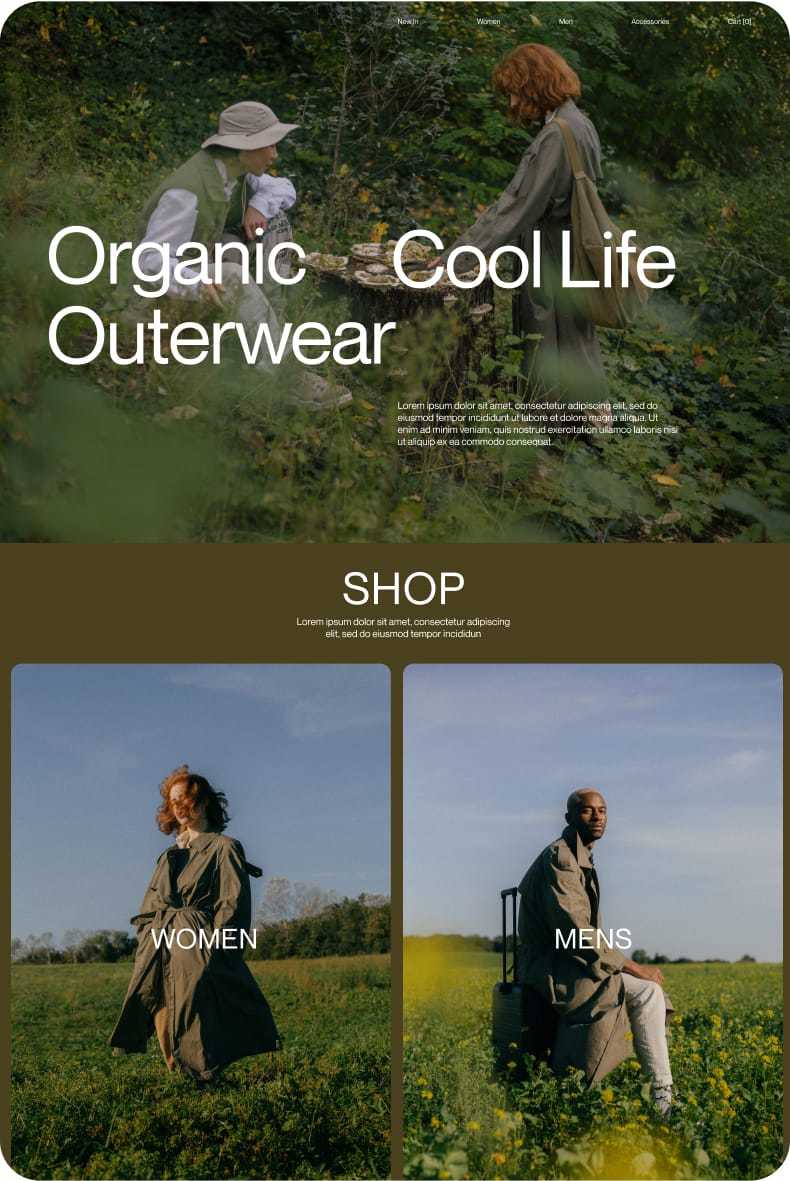 New In Women Men Accessories Cart [0]
Organic
Outerwear
Cool Life
Lorem ipsum dolor sit amet, consectetur adipiscing elit, sed do
eiusmod tempor incididunt ut labore et dolore magna aliqua. Ut
enim ad minim veniam, quis nostrud exercitation ullamco laboris nisi
ut aliquip ex ea commodo consequat.
SHOP
Lorem ipsum dolor sit amet, consectetur adipiscing
elit, sed do eiusmod tempor incididun
WOMEN
MENS